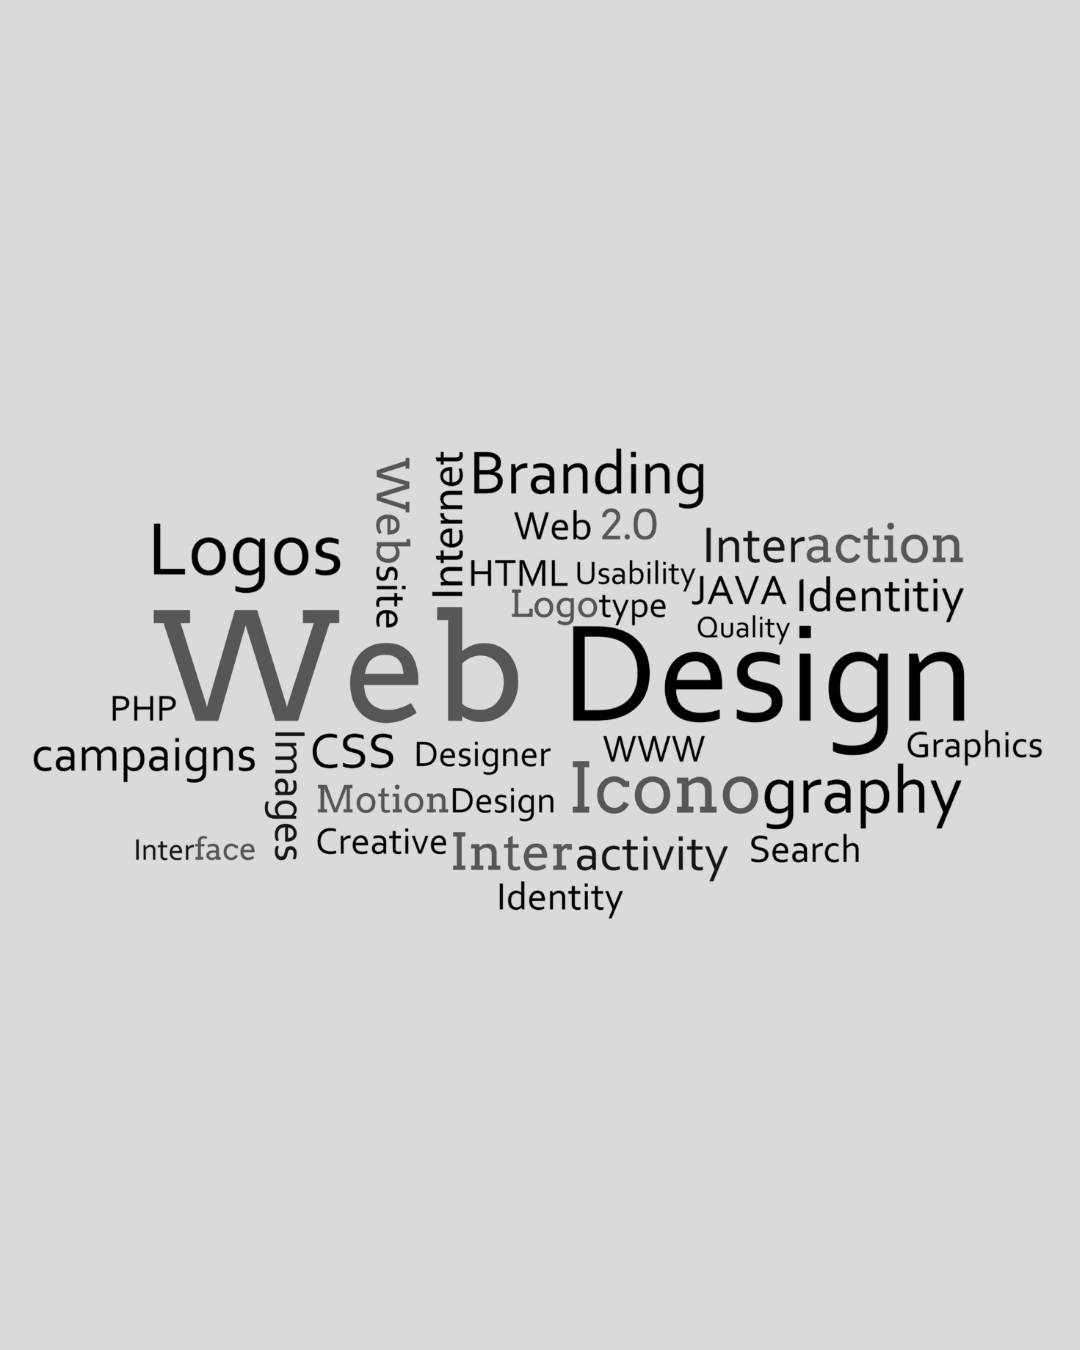 Branding
Website
Internet
Web 2.0
Logos
Interaction
HTML
Usability
JAVA
Identitiy
Logotype
Quality
Web Design
PHP
campaigns
Images
CSS
Designer
WWW
Graphics
MotionDesign
Iconography
Interface
Creative
Interactivity
Search
Identity